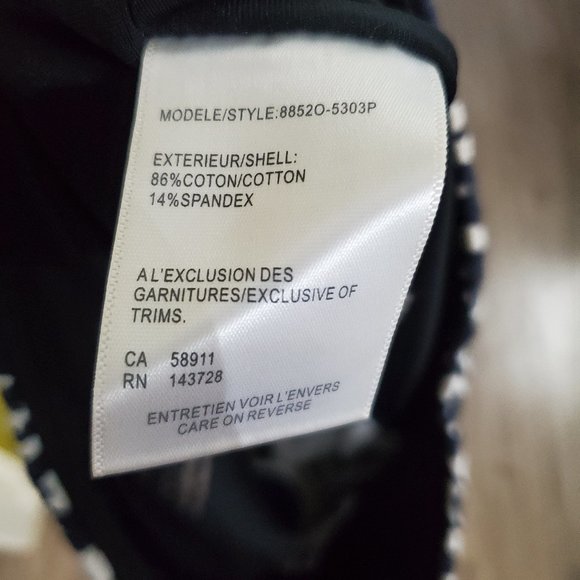 MODELE/STYLE:8852O-5303P
EXTERIEUR/SHELL:
86%COTON/COTTON
14%SPANDEX
A L'EXCLUSION DES
GARNITURES/EXCLUSIVE OF
TRIMS.
CA 58911
RN 143728
ENTRETIEN VOIR L'ENVERS
CARE ON REVERSE